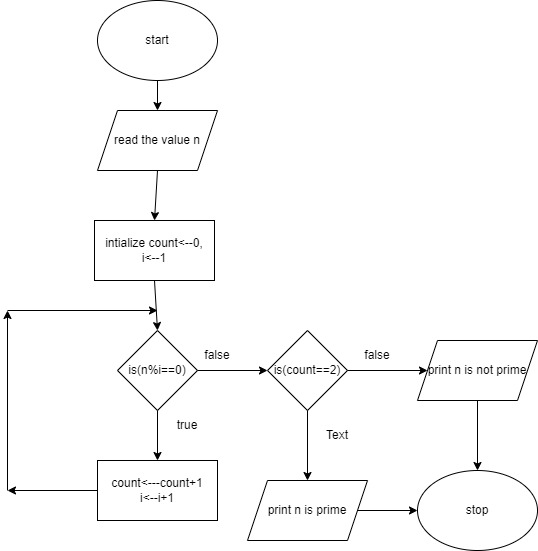 start
read the value n
intialize count<--0,
i<--1
is(n%i==0)
false
is(count==2)
false
print n is not prime
true
Text
count<---count+1
i<--i+1
print n is prime
stop